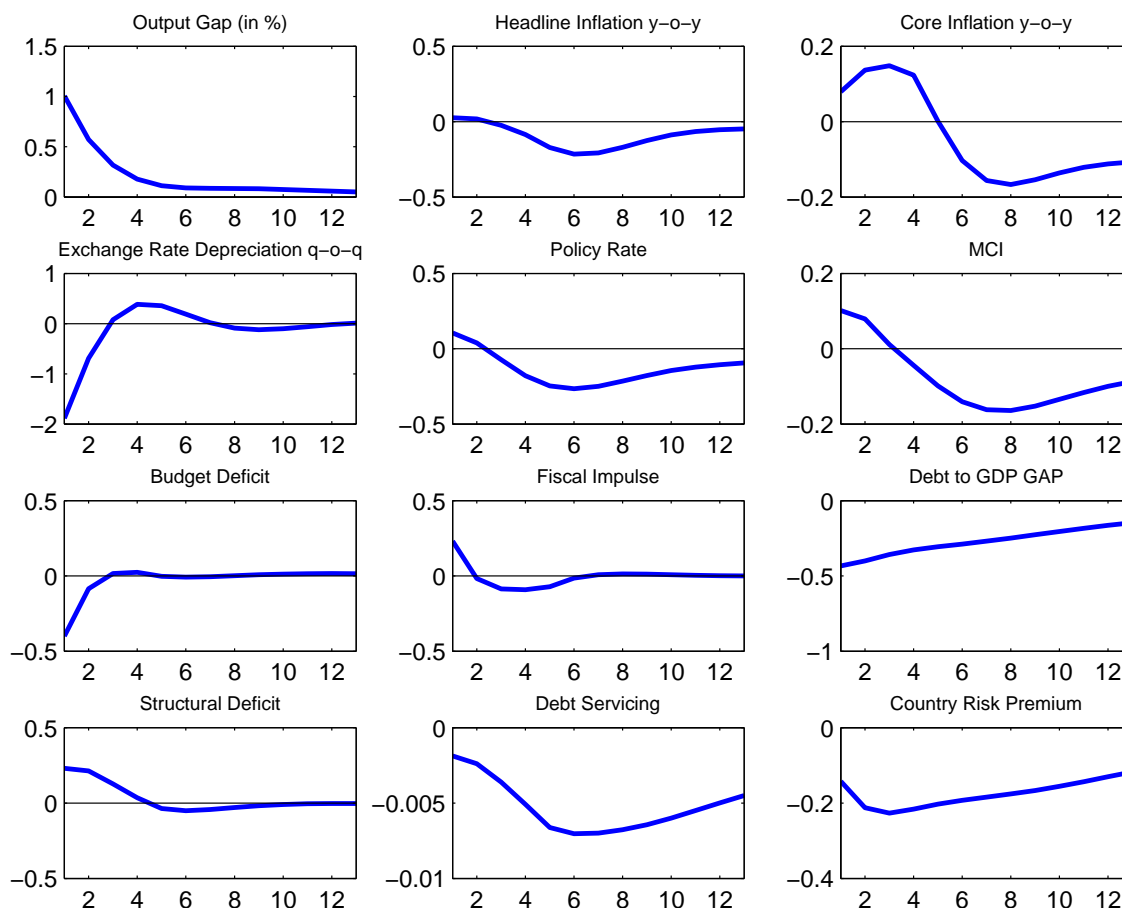 Output Gap (in %)
1.5
1
0.5
0
2 4 6 8 10 12
Headline Inflation y−o−y
0.5
0
−0.5
2 4 6 8 10 12
Core Inflation y−o−y
0.2
0
−0.2
2 4 6 8 10 12
Exchange Rate Depreciation q−o−q
1
0
−1
−2
2 4 6 8 10 12
Policy Rate
0.5
0
−0.5
2 4 6 8 10 12
MCI
0.2
0
−0.2
2 4 6 8 10 12
Budget Deficit
0.5
0
−0.5
2 4 6 8 10 12
Fiscal Impulse
0.5
0
−0.5
2 4 6 8 10 12
Debt to GDP GAP
0
−0.5
−1
2 4 6 8 10 12
Structural Deficit
0.5
0
−0.5
2 4 6 8 10 12
Debt Servicing
0
−0.005
−0.01
2 4 6 8 10 12
Country Risk Premium
0
−0.2
−0.4
2 4 6 8 10 12